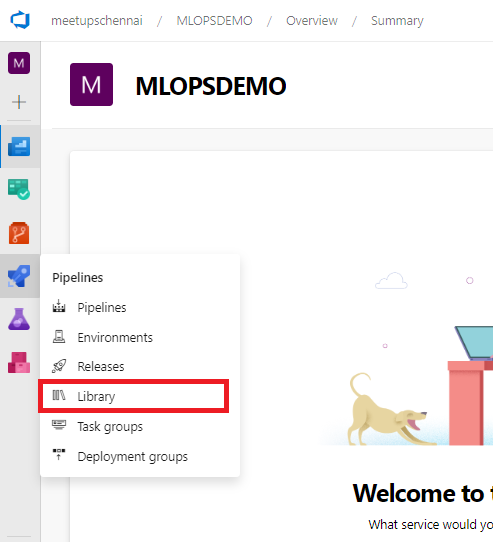 meetupschennai / MLOPSDEMO / Overview / Summary
M
M MLOPSDEMO
Pipelines
Pipelines
Environments
Releases
Library
Task groups
Deployment groups
Welcome to t
What service would yo